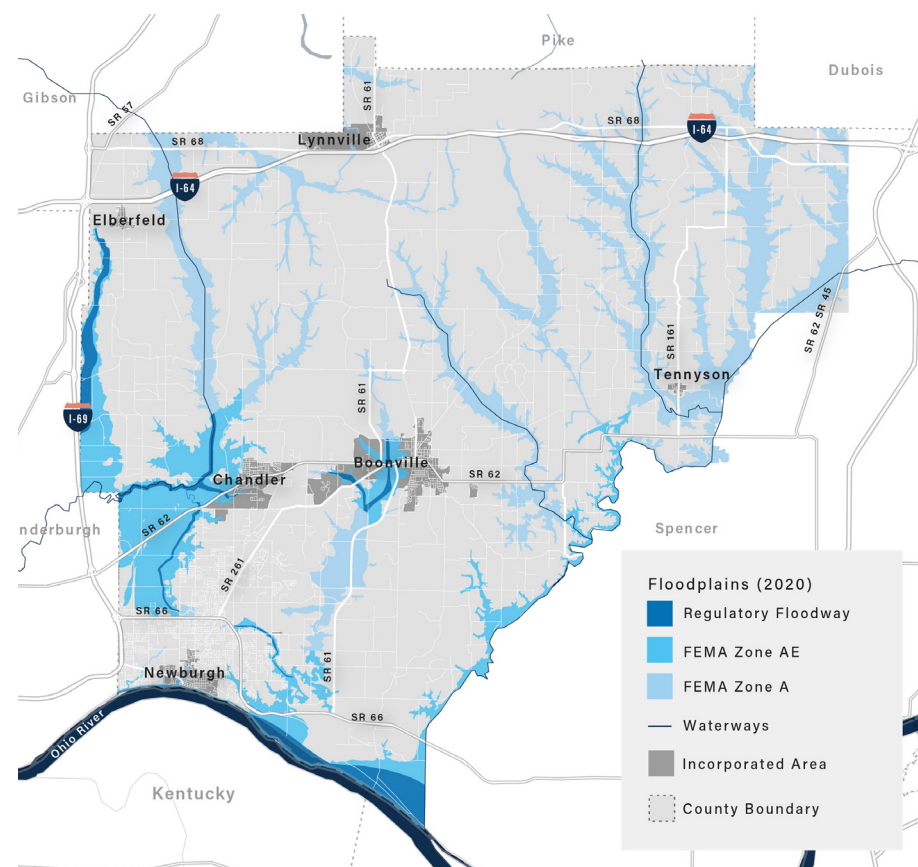 Pike
Dubois
Gibson
SR 57
SR 61
SR 68
I-64
Lynnville
SR 68
I-64
Elberfeld
SR 62 SR 45
SR 161
Tennyson
I-69
SR 61
Boonville
SR 62
Chandler
nderburgh
SR 62
Spencer
SR 261
SR 66
SR 61
Newburgh
SR 66
Ohio River
Kentucky
Floodplains (2020)
Regulatory Floodway
FEMA Zone AE
FEMA Zone A
Waterways
Incorporated Area
County Boundary